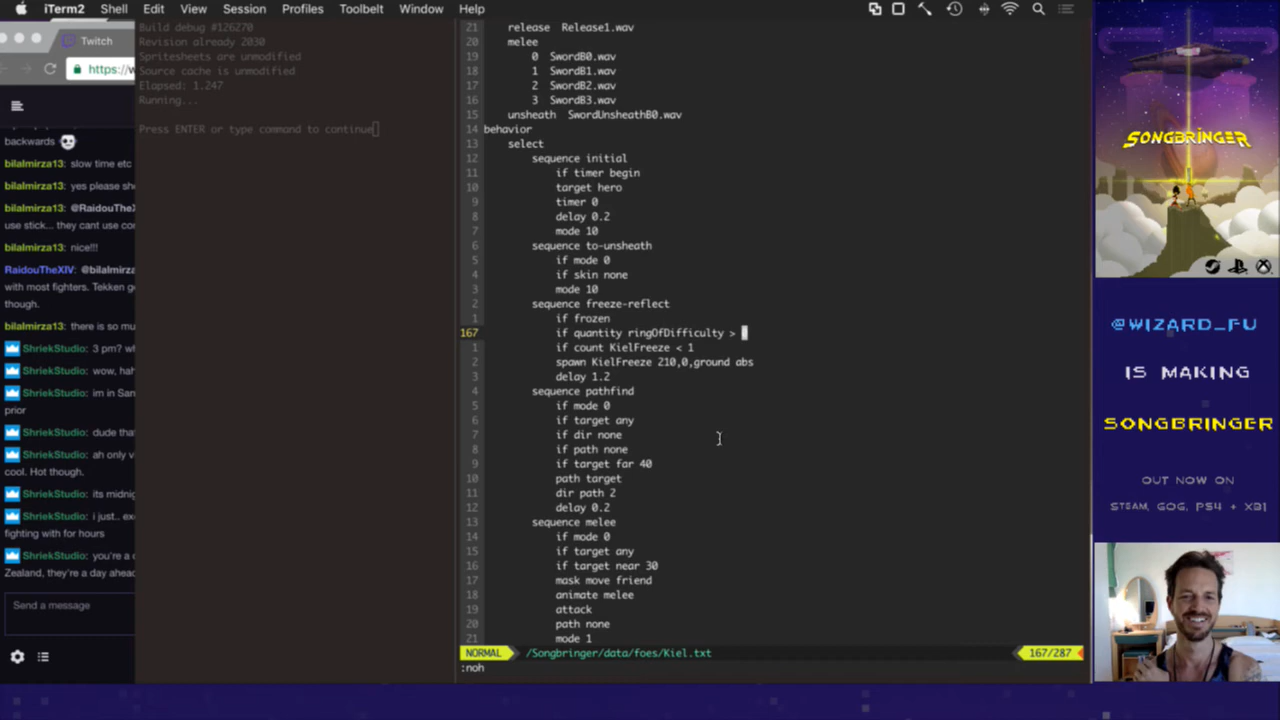 iTerm2 Shell Edit View Session Profiles Toolbelt Window Help
Twitch
https://w
backwards
bilalmirza13: slow time etc
bilalmirza13: yes please sh
bilalmirza13: @RaidouTheX
use stick... they cant use co
bilalmirza13: nice!!!
RaidouTheXIV: @bilalmirza
with most fighters. Tekken g
though.
bilalmirza13: there is so mu
ShriekStudio: 3 pm? w
ShriekStudio: wow, hah
ShriekStudio: im in San
prior
ShriekStudio: dude tha
ShriekStudio: ah only v
cool. Hot though.
ShriekStudio: its midnig
ShriekStudio: i just.. ex
fighting with for hours
ShriekStudio: you're a
Zealand, they're a day ahead
Send a message
Build debug #126270
Revision already 2030
Spritesheets are unmodified
Source cache is unmodified
Elapsed: 1.247
Running...
Press ENTER or type command to continue
21 release Release1.wav
20 melee
19 0 SwordB0.wav
18 1 SwordB1.wav
17 2 SwordB2.wav
16 3 SwordB3.wav
15 unsheath SwordUnsheathB0.wav
14 behavior
13 select
12 sequence initial
11 if timer begin
10 target hero
9 timer 0
8 delay 0.2
7 mode 10
6 sequence to-unsheath
5 if mode 0
4 if skin none
3 mode 10
2 sequence freeze-reflect
1 if frozen
167 if quantity ringOfDifficulty >
1 if count KielFreeze < 1
2 spawn KielFreeze 210,0,ground abs
3 delay 1.2
4 sequence pathfind
5 if mode 0
6 if target any
7 if dir none
8 if path none
9 if target far 40
10 path target
11 dir path 2
12 delay 0.2
13 sequence melee
14 if mode 0
15 if target any
16 if target near 30
17 mask move friend
18 animate melee
19 attack
20 path none
21 mode 1
NORMAL /Songbringer/data/foes/Kiel.txt 167/287
:noh
SONGBRINGER
@WIZARD_FU
IS MAKING
SONGBRINGER
OUT NOW ON
STEAM, GOG, PS4 + XB1